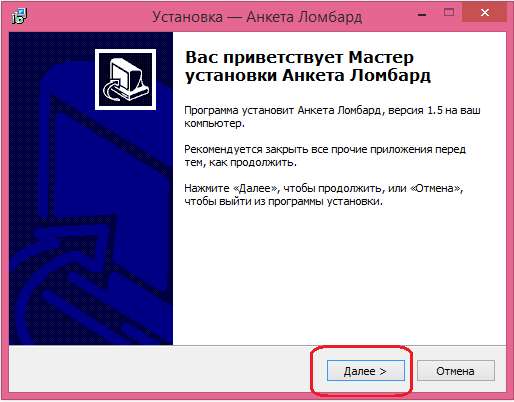 Установка — Анкета Ломбард
Вас приветствует Мастер
установки Анкета Ломбард
Программа установит Анкета Ломбард, версия 1.5 на ваш
компьютер.
Рекомендуется закрыть все прочие приложения перед
тем, как продолжить.
Нажмите «Далее», чтобы продолжить, или «Отмена»,
чтобы выйти из программы установки.
Далее >
Отмена